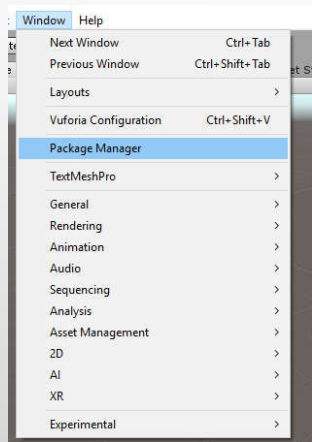 Window Help
Next Window Ctrl+Tab
Previous Window Ctrl+Shift+Tab
Layouts
Vuforia Configuration Ctrl+Shift+V
Package Manager
TextMeshPro
General
Rendering
Animation
Audio
Sequencing
Analysis
Asset Management
2D
AI
XR
Experimental